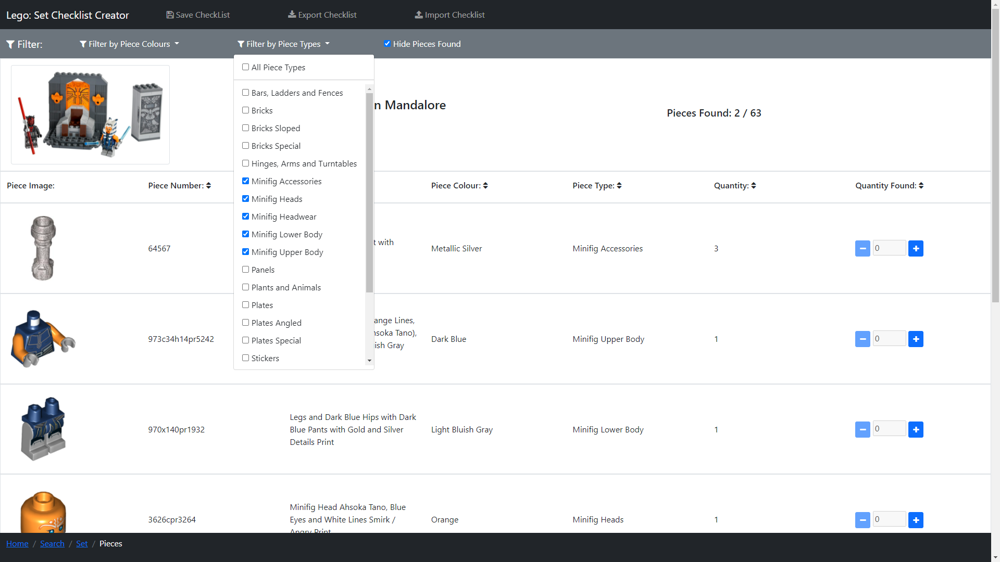 Lego: Set Checklist Creator
Save CheckList
Export Checklist
Import Checklist
Filter:
Filter by Piece Colours
Filter by Piece Types
Hide Pieces Found
All Piece Types
Bars, Ladders and Fences
Bricks
Bricks Sloped
Bricks Special
Hinges, Arms and Turntables
Minifig Accessories
Minifig Heads
Minifig Headwear
Minifig Lower Body
Minifig Upper Body
Panels
Plants and Animals
Plates
Plates Angled
Plates Special
Stickers
n Mandalore
Pieces Found: 2 / 63
Piece Image:
Piece Number:
Piece Colour:
Piece Type:
Quantity:
Quantity Found:
64567
t with
Metallic Silver
Minifig Accessories
3
0
973c34h14pr5242
ange Lines,
soka Tano),
ish Gray
Dark Blue
Minifig Upper Body
1
0
970x140pr1932
Legs and Dark Blue Hips with Dark
Blue Pants with Gold and Silver
Details Print
Light Bluish Gray
Minifig Lower Body
1
0
3626cpr3264
Minifig Head Ahsoka Tano, Blue
Eyes and White Lines Smirk /
Angry Print
Orange
Minifig Heads
1
0
Home / Search / Set / Pieces